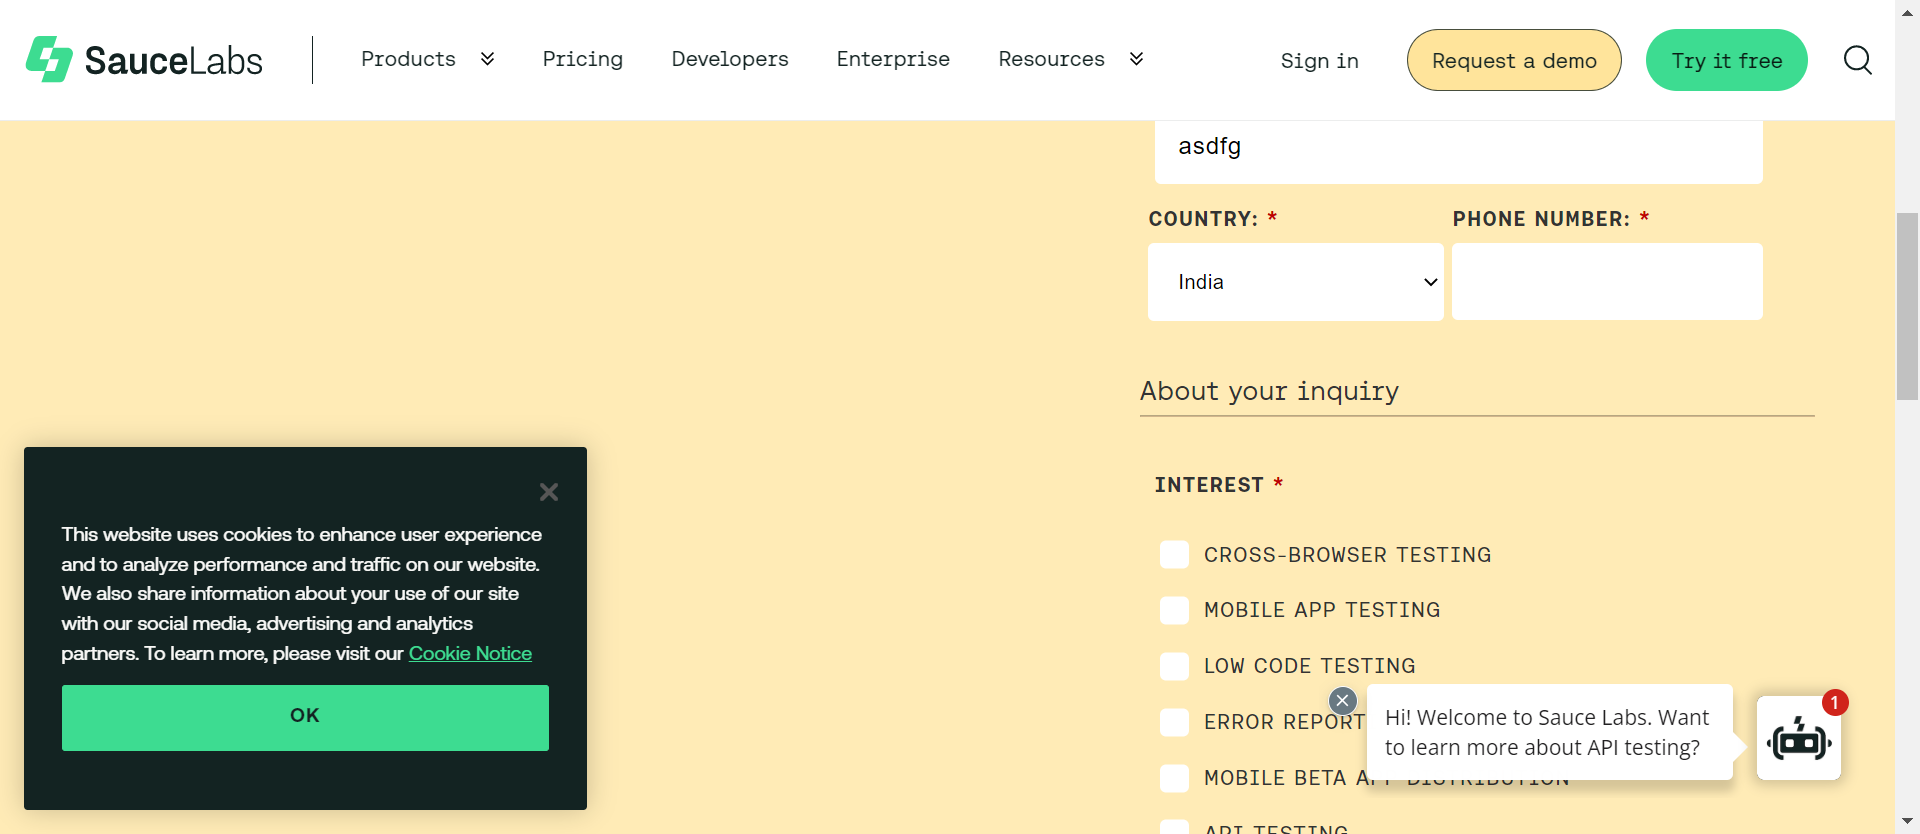 SauceLabs
Products
Pricing
Developers
Enterprise
Resources
Sign in
Request a demo
Try it free
asdfg
COUNTRY: *
PHONE NUMBER: *
India
About your inquiry
INTEREST *
CROSS-BROWSER TESTING
MOBILE APP TESTING
LOW CODE TESTING
ERROR REPORT
MOBILE BETA APP DISTRIBUTION
API TESTING
This website uses cookies to enhance user experience
and to analyze performance and traffic on our website.
We also share information about your use of our site
with our social media, advertising and analytics
partners. To learn more, please visit our Cookie Notice
OK
Hi! Welcome to Sauce Labs. Want
to learn more about API testing?
1